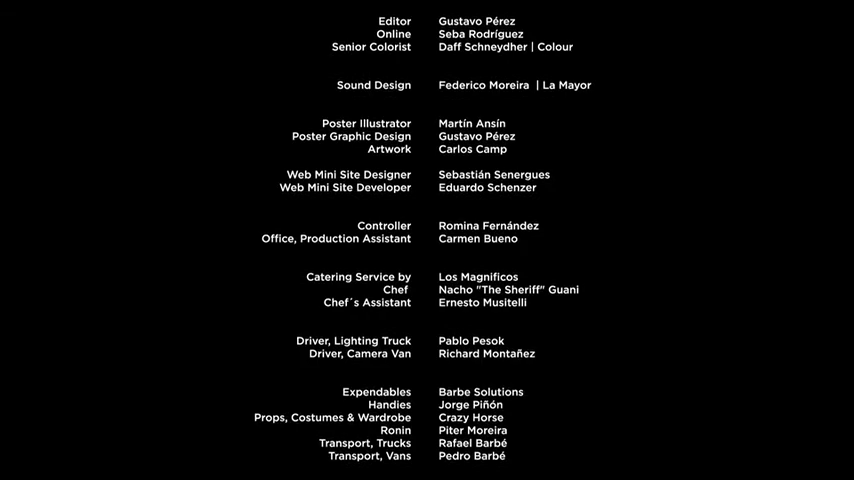 Editor Gustavo Pérez
Online Seba Rodríguez
Senior Colorist Daff Schneydher | Colour
Sound Design Federico Moreira | La Mayor
Poster Illustrator Martín Ansín
Poster Graphic Design Gustavo Pérez
Artwork Carlos Camp
Web Mini Site Designer Sebastián Senergues
Web Mini Site Developer Eduardo Schenzer
Controller Romina Fernández
Office, Production Assistant Carmen Bueno
Catering Service by Los Magnificos
Chef Nacho "The Sheriff" Guani
Chef´s Assistant Ernesto Musitelli
Driver, Lighting Truck Pablo Pesok
Driver, Camera Van Richard Montañez
Expendables Barbe Solutions
Handies Jorge Piñón
Props, Costumes & Wardrobe Crazy Horse
Ronin Piter Moreira
Transport, Trucks Rafael Barbé
Transport, Vans Pedro Barbé